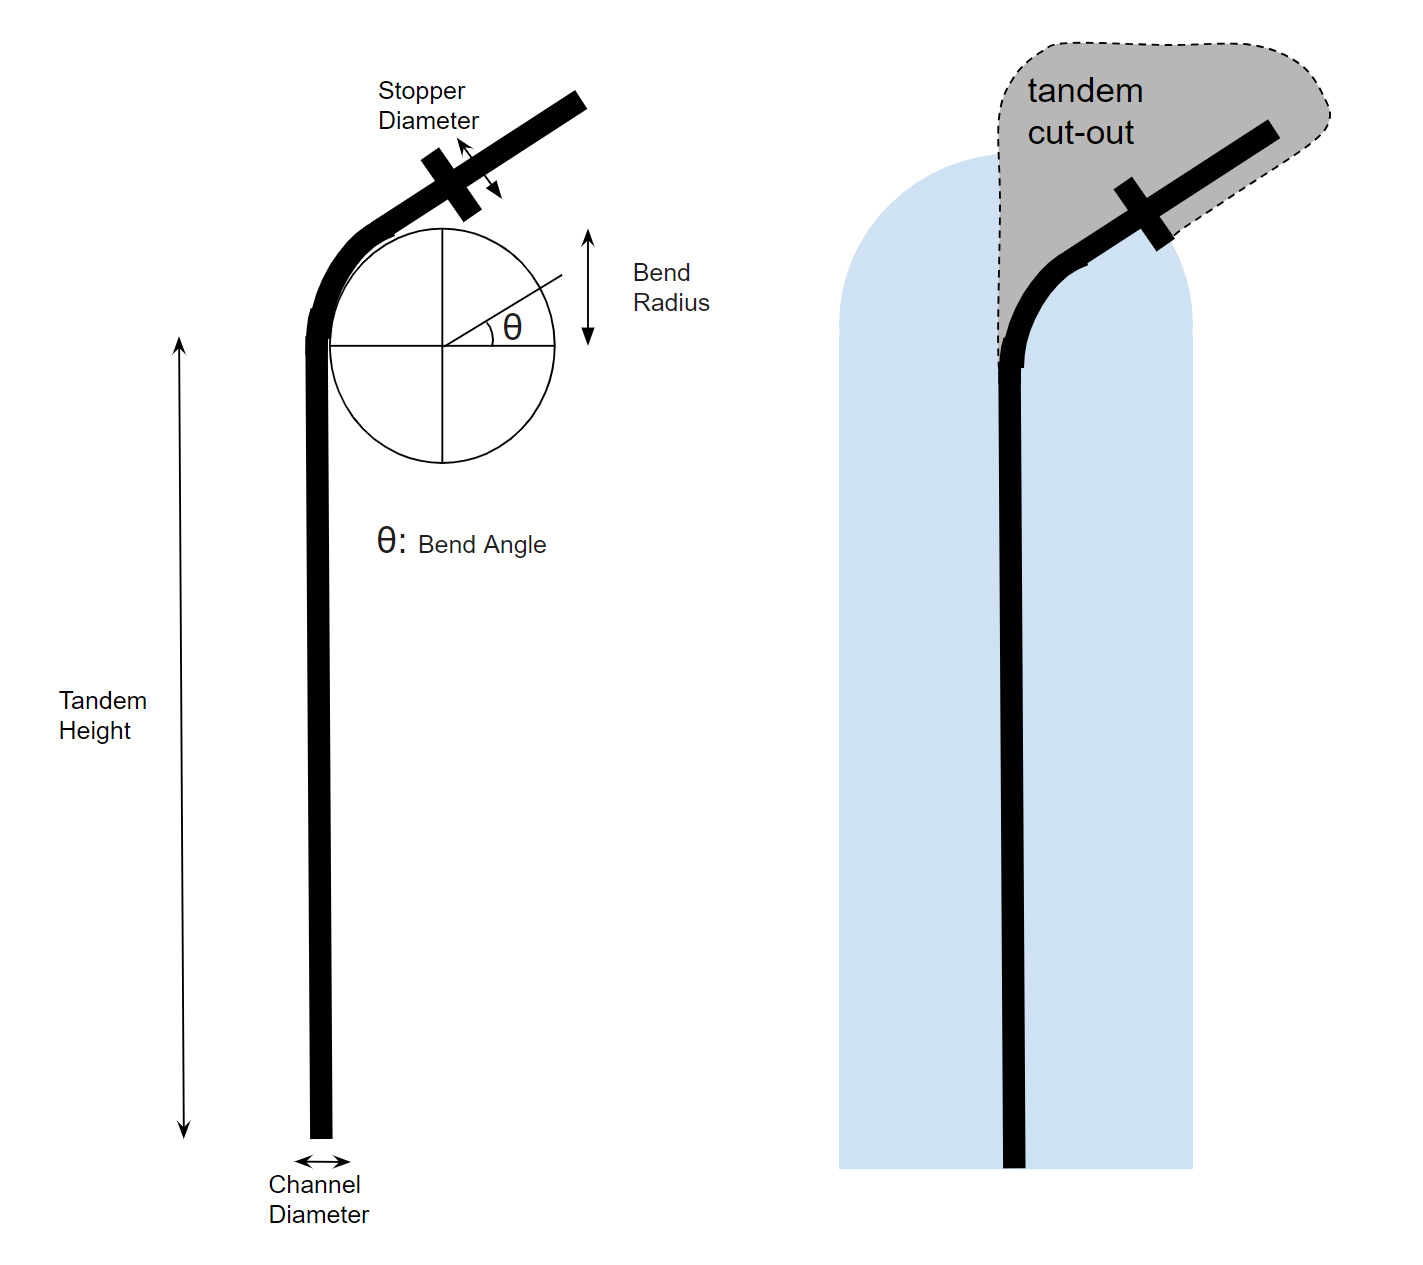 Stopper
Diameter
tandem
cut-out
Bend
Radius
θ
θ: Bend Angle
Tandem
Height
Channel
Diameter